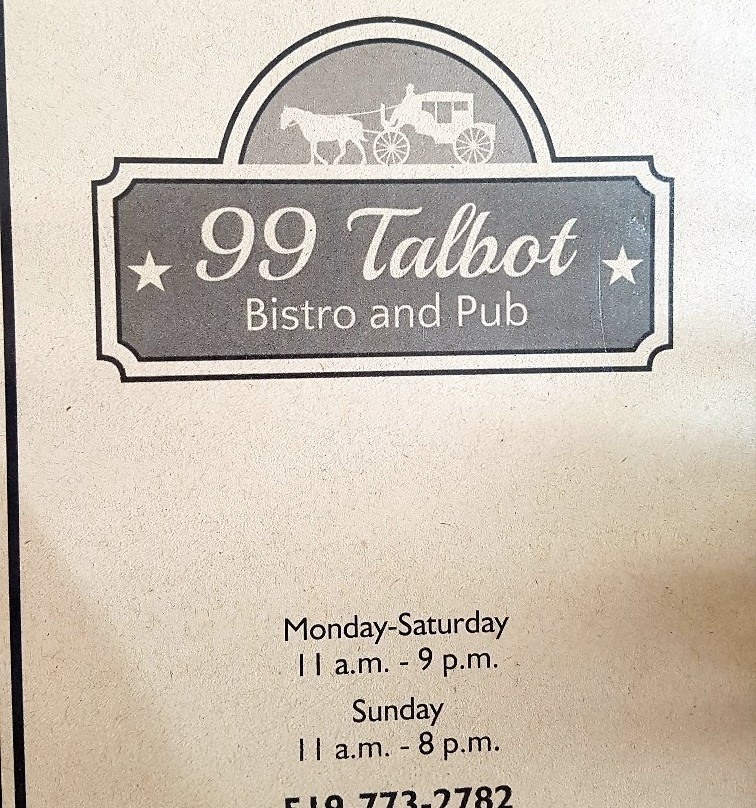 99 Talbot
Bistro and Pub
Monday-Saturday
11 a.m. - 9 p.m.
Sunday
11 a.m. - 8 p.m.
519 773-2782